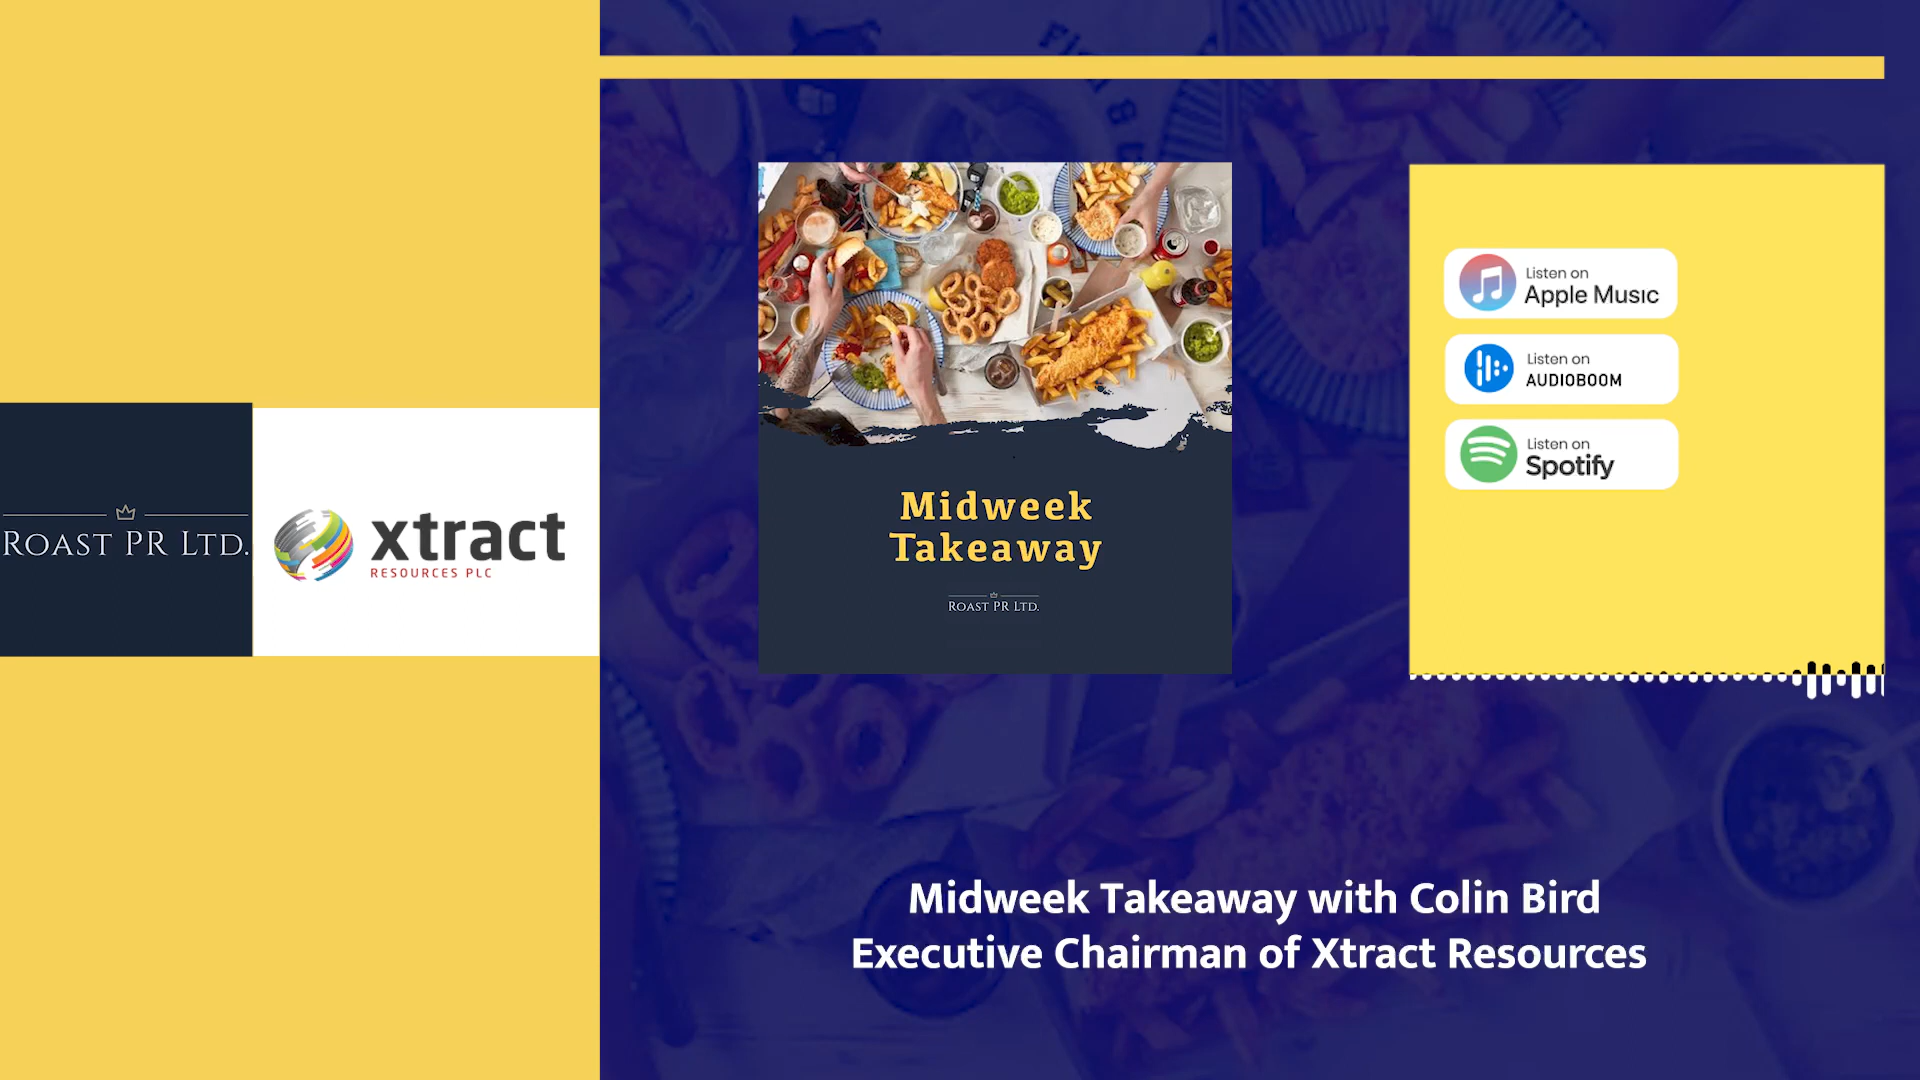 ROAST PR LTD.
xtract
RESOURCES PLC
Midweek
Takeaway
ROAST PR LTD.
Listen on
Apple Music
Listen on
AUDIOBOOM
Listen on
Spotify
Midweek Takeaway with Colin Bird
Executive Chairman of Xtract Resources